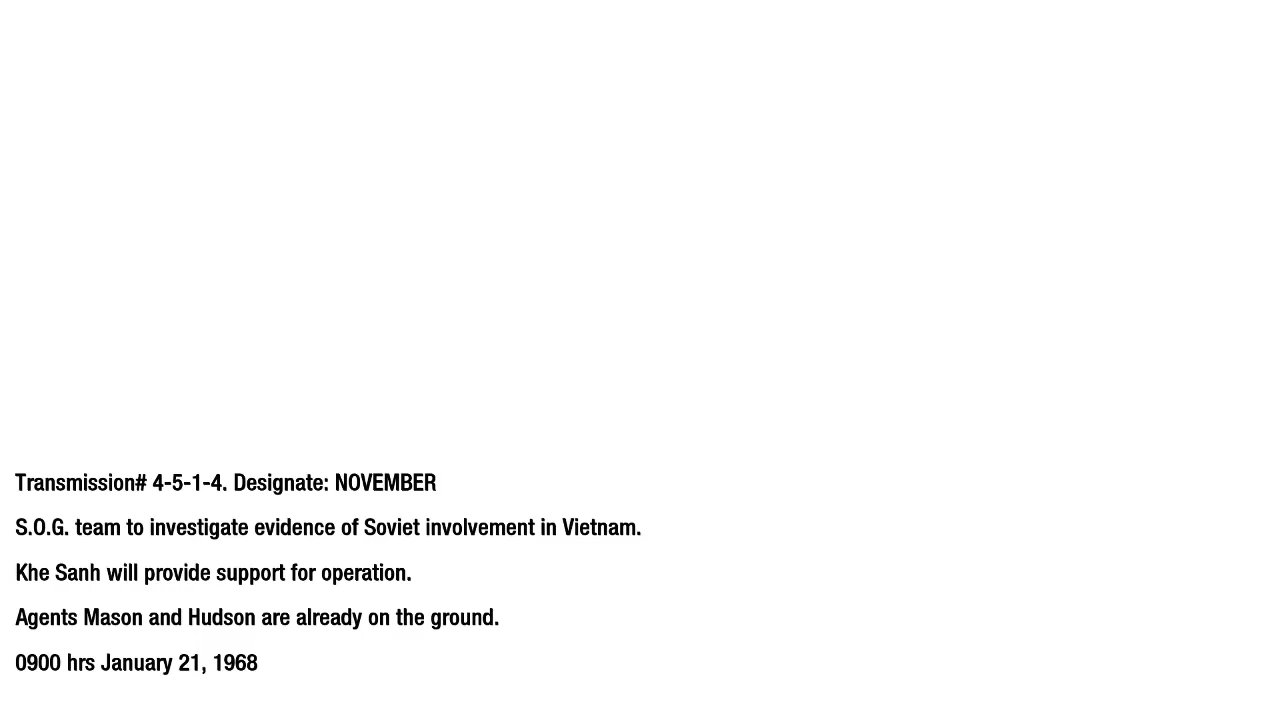 Transmission# 4-5-1-4. Designate: NOVEMBER
S.O.G. team to investigate evidence of Soviet involvement in Vietnam.
Khe Sanh will provide support for operation.
Agents Mason and Hudson are already on the ground.
0900 hrs January 21, 1968